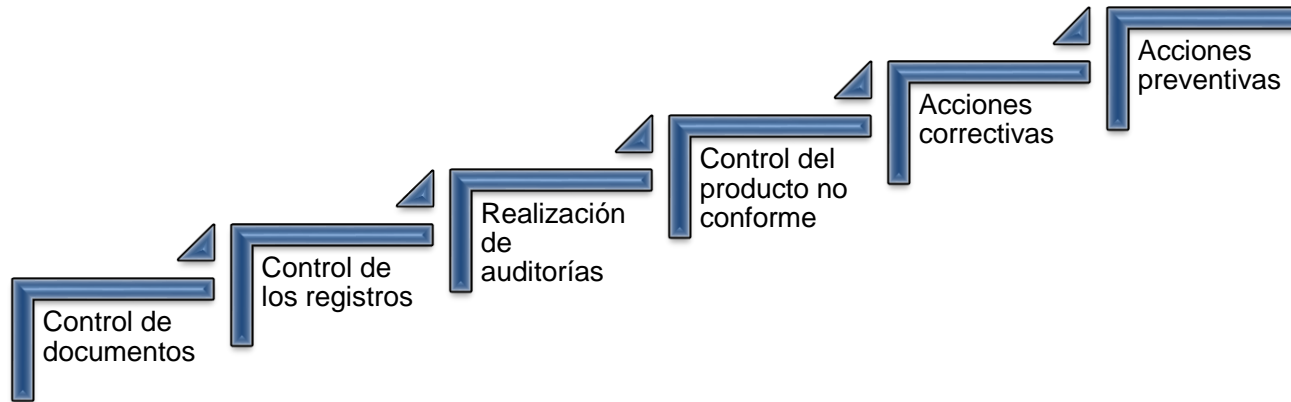 Control de
documentos
Control de
los registros
Realización
de
auditorías
Control del
producto no
conforme
Acciones
correctivas
Acciones
preventivas